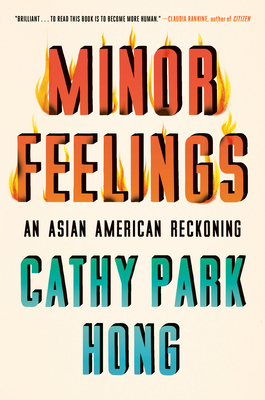 "BRILLIANT . . . TO READ THIS BOOK IS TO BECOME MORE HUMAN." —CLAUDIA RANKINE, author of CITIZEN
MINOR
FEELINGS
AN ASIAN AMERICAN RECKONING
CATHY PARK
HONG